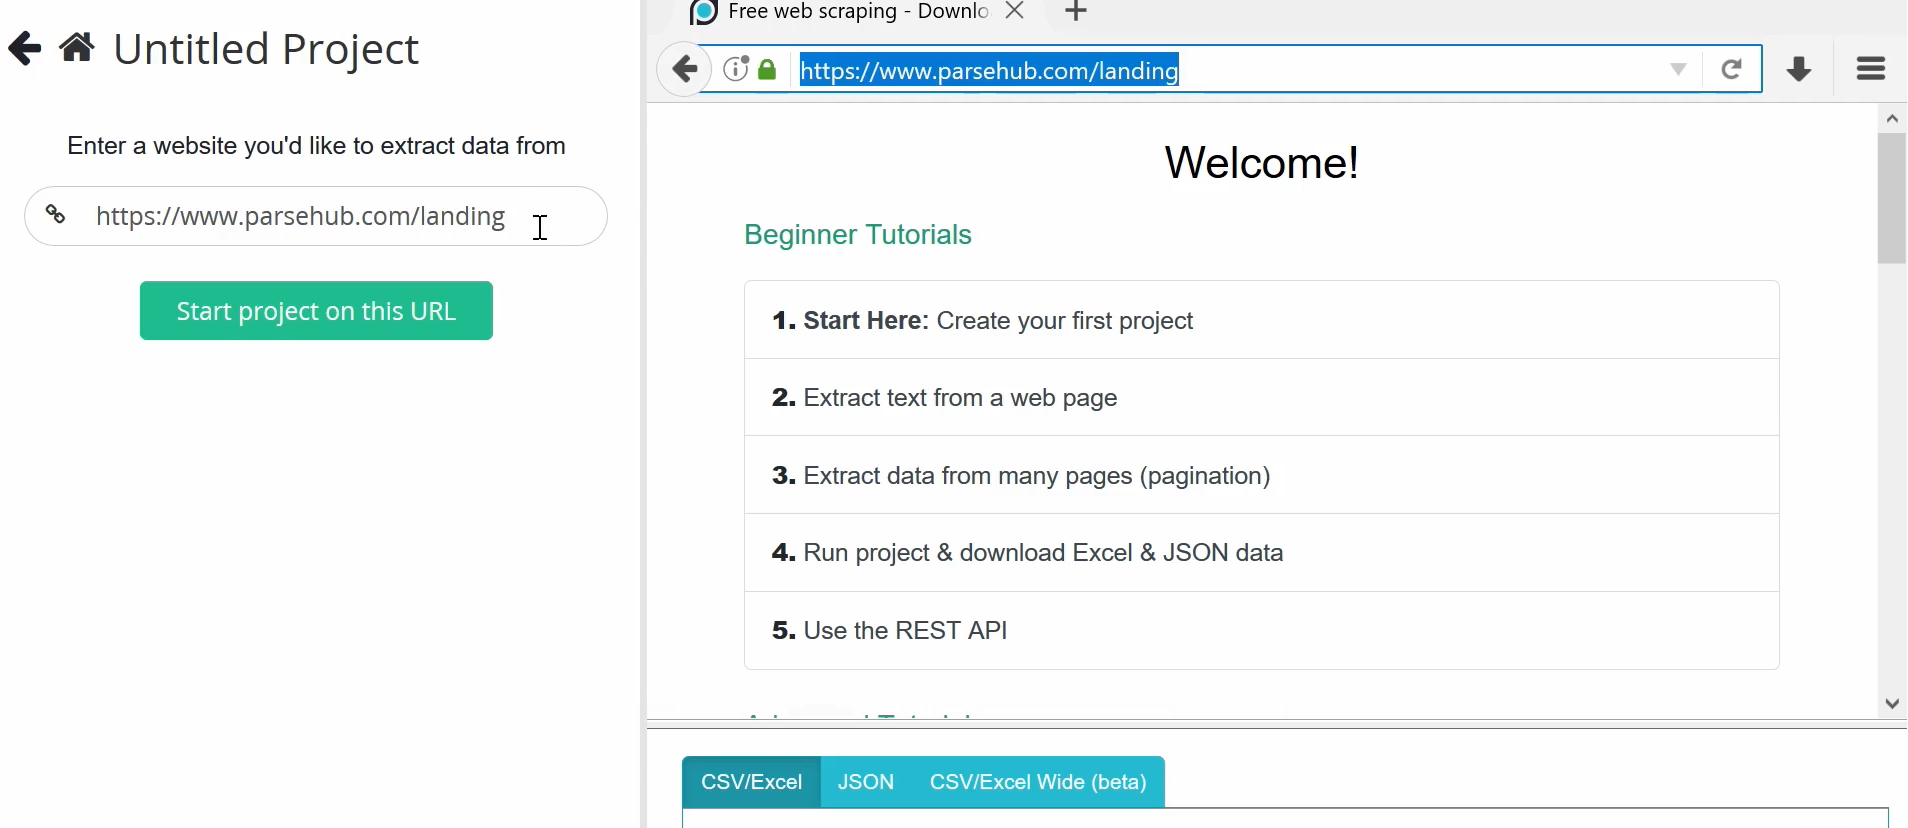 Untitled Project
Enter a website you'd like to extract data from
https://www.parsehub.com/landing
Start project on this URL
Free web scraping - Downlo
https://www.parsehub.com/landing
Welcome!
Beginner Tutorials
1. Start Here: Create your first project
2. Extract text from a web page
3. Extract data from many pages (pagination)
4. Run project & download Excel & JSON data
5. Use the REST API
CSV/Excel JSON CSV/Excel Wide (beta)